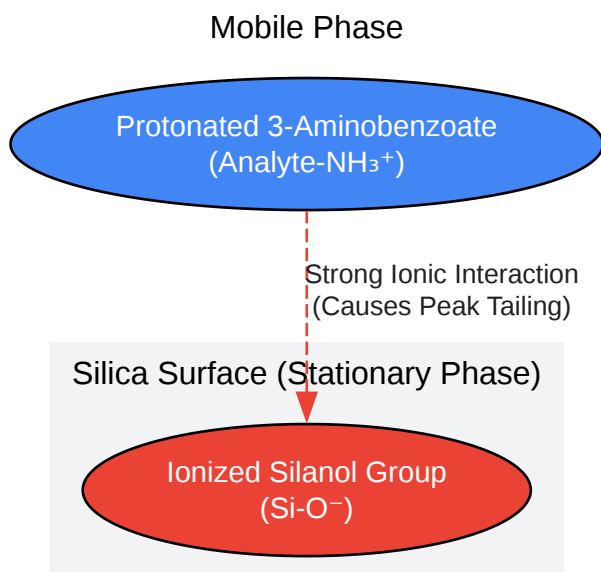 Mobile Phase
Protonated 3-Aminobenzoate
(Analyte-NH₃⁺)
Strong Ionic Interaction
(Causes Peak Tailing)
Silica Surface (Stationary Phase)
Ionized Silanol Group
(Si-O⁻)